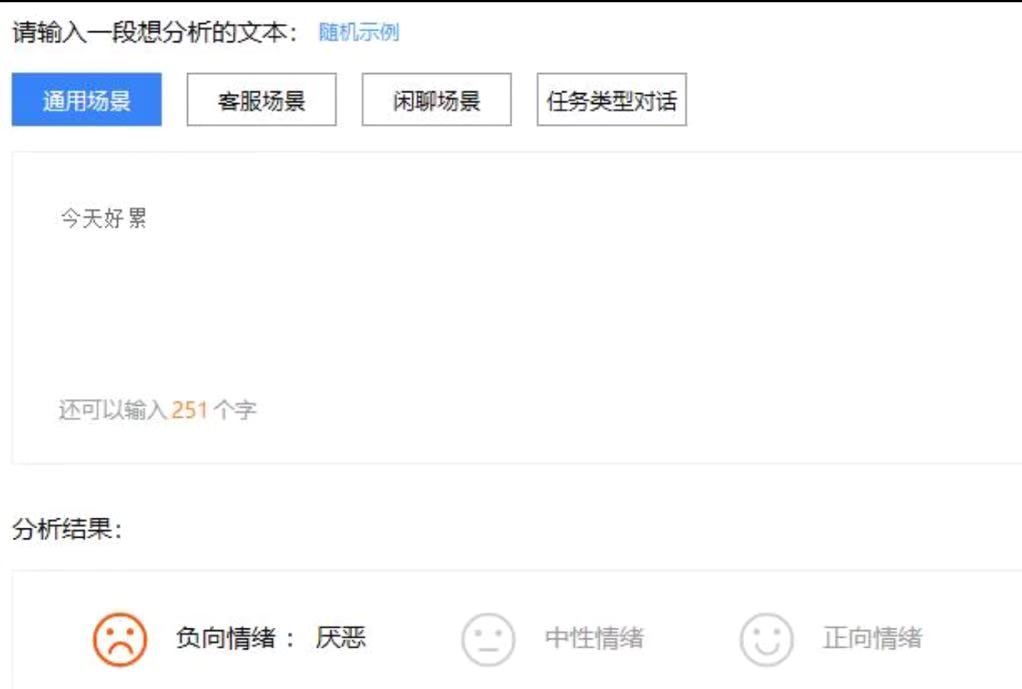 请输入一段想分析的文本： 随机示例
通用场景 客服场景 闲聊场景 任务类型对话
今天好累
还可以输入251个字
分析结果：
负向情绪： 厌恶 中性情绪 正向情绪